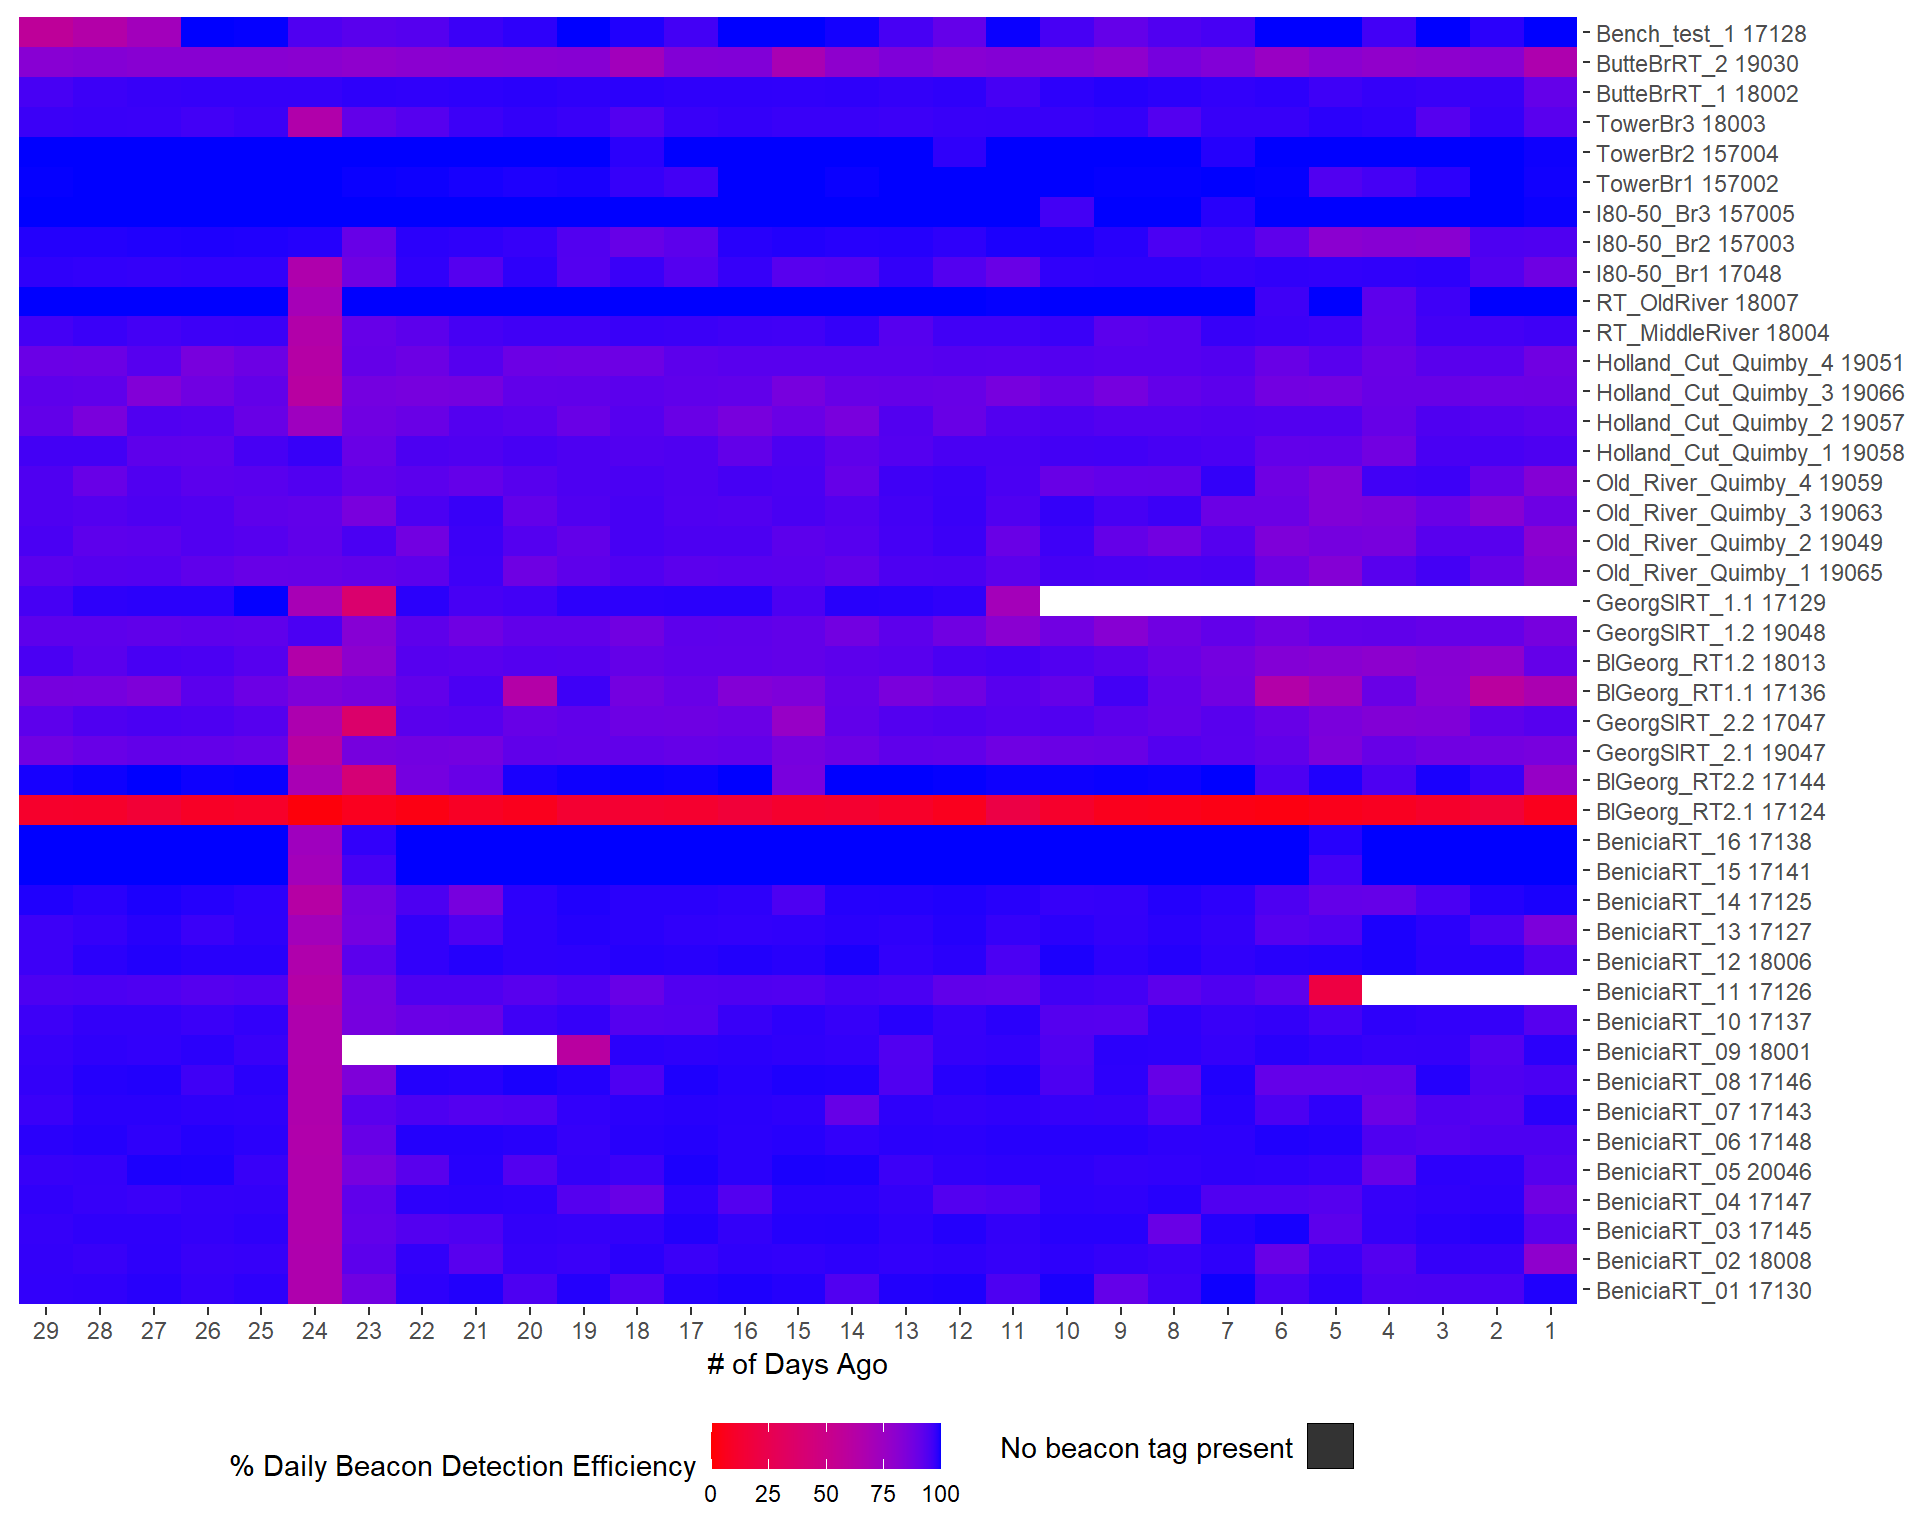 Bench_test_1 17128
ButteBrRT_2 19030
ButteBrRT_1 18002
TowerBr3 18003
TowerBr2 157004
TowerBr1 157002
I80-50_Br3 157005
I80-50_Br2 157003
I80-50_Br1 17048
RT_OldRiver 18007
RT_MiddleRiver 18004
Holland_Cut_Quimby_4 19051
Holland_Cut_Quimby_3 19066
Holland_Cut_Quimby_2 19057
Holland_Cut_Quimby_1 19058
Old_River_Quimby_4 19059
Old_River_Quimby_3 19063
Old_River_Quimby_2 19049
Old_River_Quimby_1 19065
GeorgSlRT_1.1 17129
GeorgSlRT_1.2 19048
BlGeorg_RT1.2 18013
BlGeorg_RT1.1 17136
GeorgSlRT_2.2 17047
GeorgSlRT_2.1 19047
BlGeorg_RT2.2 17144
BlGeorg_RT2.1 17124
BeniciaRT_16 17138
BeniciaRT_15 17141
BeniciaRT_14 17125
BeniciaRT_13 17127
BeniciaRT_12 18006
BeniciaRT_11 17126
BeniciaRT_10 17137
BeniciaRT_09 18001
BeniciaRT_08 17146
BeniciaRT_07 17143
BeniciaRT_06 17148
BeniciaRT_05 20046
BeniciaRT_04 17147
BeniciaRT_03 17145
BeniciaRT_02 18008
BeniciaRT_01 17130
29 28 27 26 25 24 23 22 21 20 19 18 17 16 15 14 13 12 11 10 9 8 7 6 5 4 3 2 1
# of Days Ago
% Daily Beacon Detection Efficiency
0 25 50 75 100
No beacon tag present